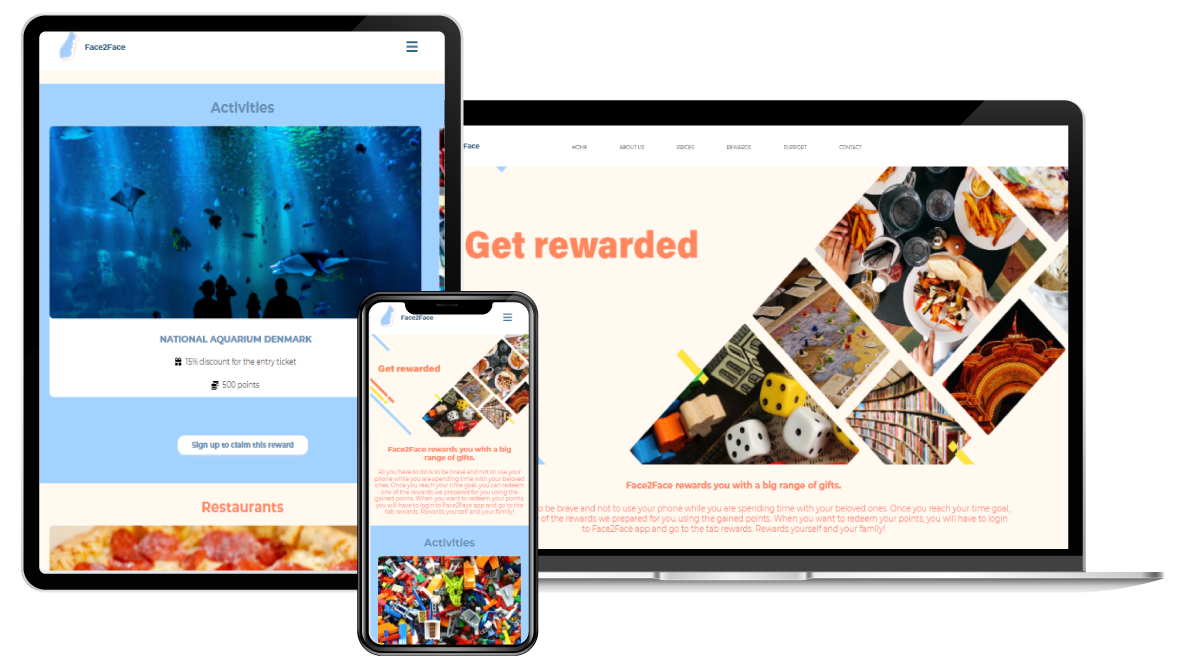 Face2Face
Activities
NATIONAL AQUARIUM DENMARK
15% discount for the entry ticket
500 points
Sign up to claim this reward
Restaurants
Face
HOME
ABOUT US
PRICES
REWARDS
SUPPORT
CONTACT
Get rewarded
Face2Face rewards you with a big range of gifts.
o be brave and not to use your phone while you are spending time with your beloved ones. Once you reach your time goal,
of the rewards we prepared for you using the gained points. When you want to redeem your points, you will have to login
to Face2Face app and go to the tab rewards. Rewards yourself and your family!
Face2Face
Get rewarded
Face2Face rewards you with a big
range of gifts.
All you have to do is to be brave and not to use your
phone while you are spending time with your beloved
ones. Once you reach your time goal, you can redeem
one of the rewards we prepared for you using the
gained points. When you want to redeem your points,
you will have to login to Face2Face app and go to the
tab rewards. Rewards yourself and your family!
Activities